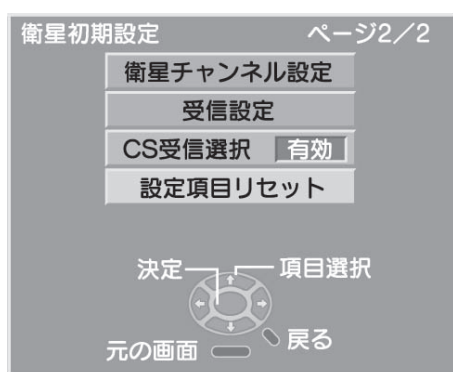 衛星初期設定 ページ2／2
衛星チャンネル設定
受信設定
CS受信選択 有効
設定項目リセット
決定 項目選択
元の画面 戻る